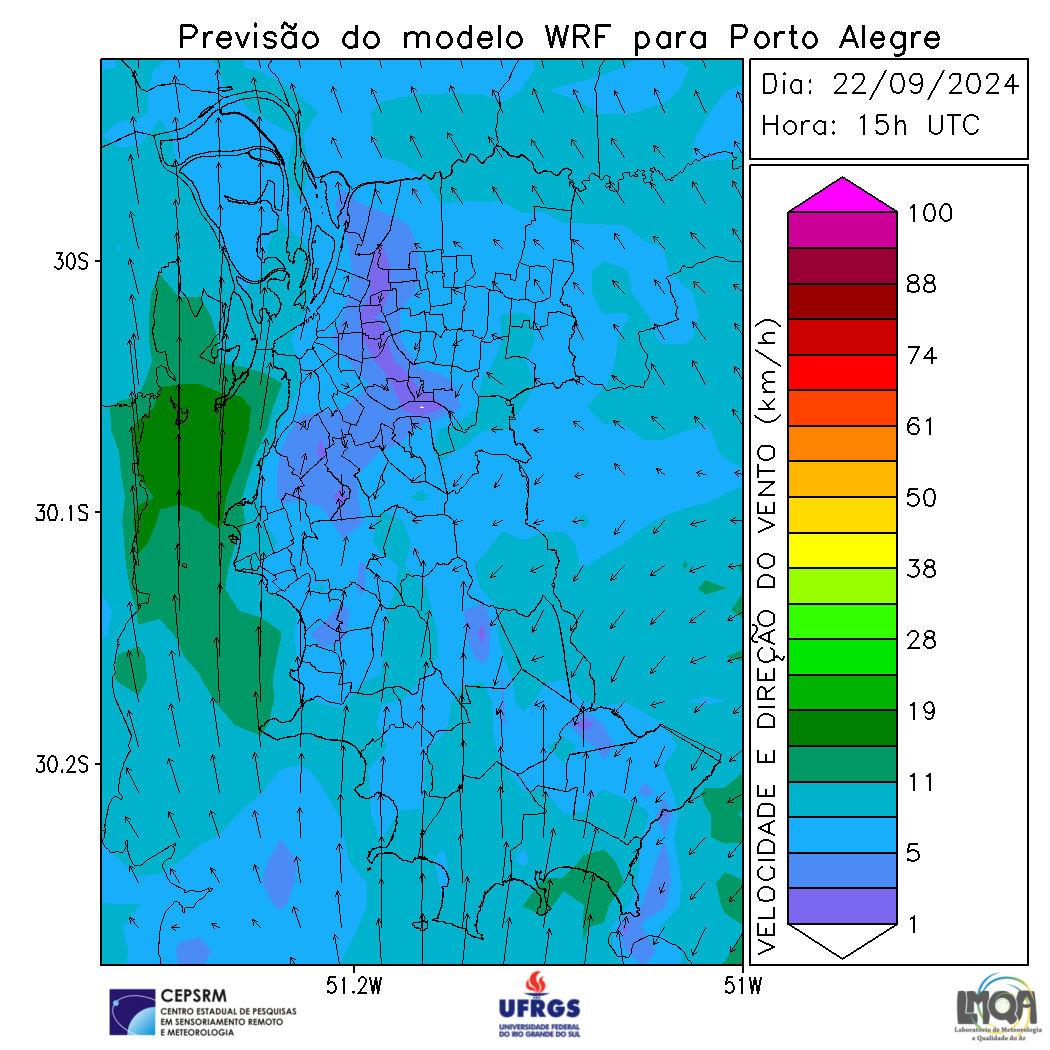 Previsão do modelo WRF para Porto Alegre
Dia: 22/09/2024
Hora: 15h UTC
30S
30.1S
30.2S
51.2W
51W
VELOCIDADE E DIREÇÃO DO VENTO (km/h)
100
88
74
61
50
38
28
19
11
5
1
CEPSRM
CENTRO ESTADUAL DE PESQUISAS
EM SENSORIAMENTO REMOTO
E METEOROLOGIA
UFRGS
UNIVERSIDADE FEDERAL
DO RIO GRANDE DO SUL
LMQA
Laboratório de Meteorologia
e Qualidade do Ar